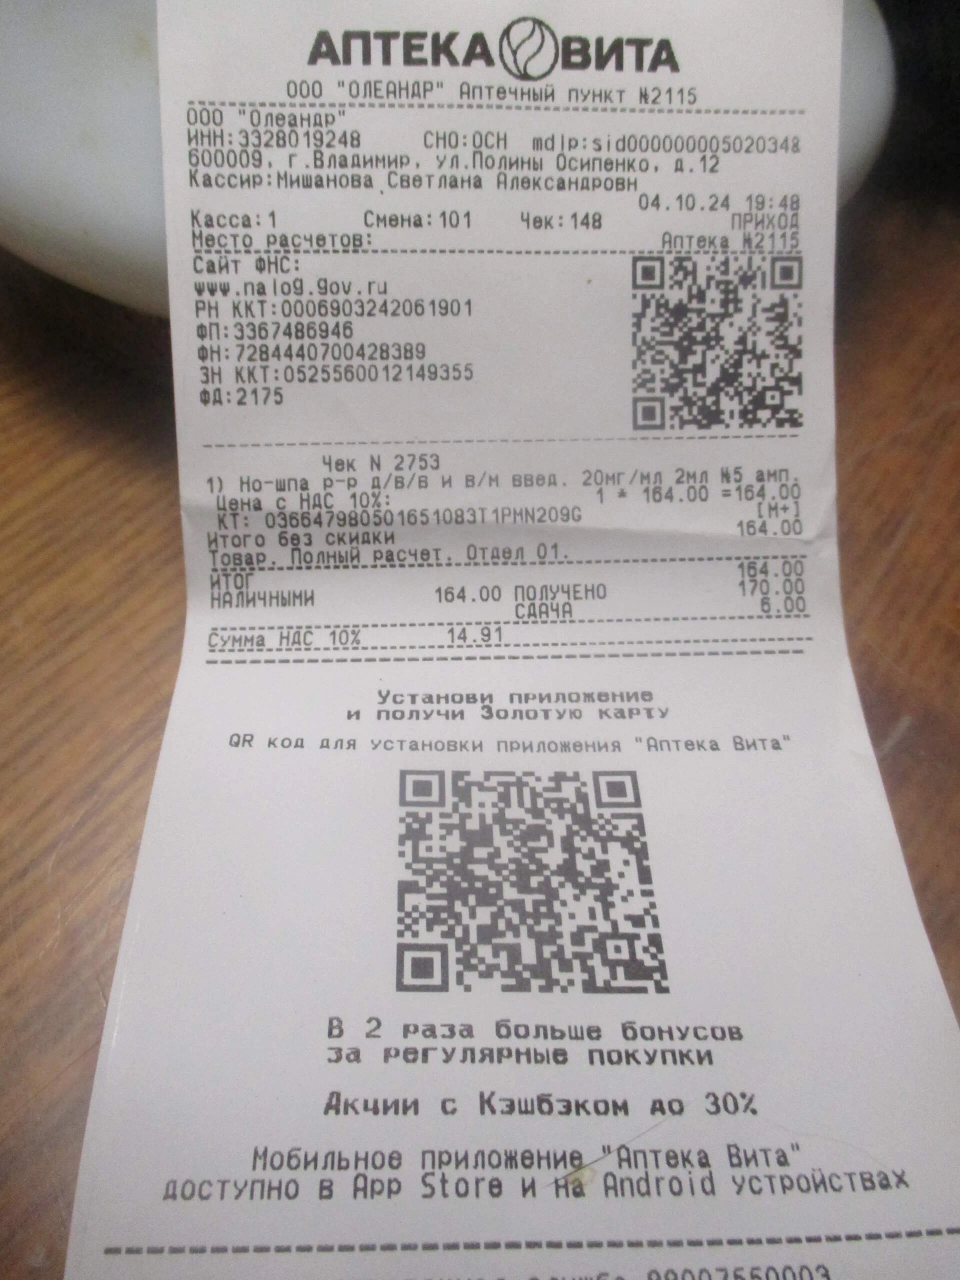 АПТЕКА ВИТА
ООО "ОЛЕАНДР" Аптечный пункт №2115
ООО "Олеандр"
ИНН:3328019248 СНО:ОСН mdlp:sid000000005020348
600009, г.Владимир, ул.Полины Осипенко, д.12
Кассир:Мишанова Светлана Александровн
04.10.24 19:48
Касса:1 Смена:101 Чек:148 ПРИХОД
Место расчетов: Аптека №2115
Сайт ФНС:
www.nalog.gov.ru
РН ККТ:0006903242061901
ФП:3367486946
ФН:7284440700428389
ЗН ККТ:0525560012149355
ФД:2175
Чек N 2753
1) Но-шпа р-р д/в/в и в/м введ. 20мг/мл 2мл №5 амп.
Цена с НДС 10%: 1 * 164.00 =164.00
[М+]
КТ: 036647980501651083T1PMN209G
Итого без скидки 164.00
Товар. Полный расчет. Отдел 01.
ИТОГ 164.00
НАЛИЧНЫМИ 164.00 ПОЛУЧЕНО 170.00
СДАЧА 6.00
Сумма НДС 10% 14.91
Установи приложение
и получи Золотую карту
QR код для установки приложения "Аптека Вита"
В 2 раза больше бонусов
за регулярные покупки
Акции с Кэшбэком до 30%
Мобильное приложение "Аптека Вита"
доступно в App Store и на Android устройствах